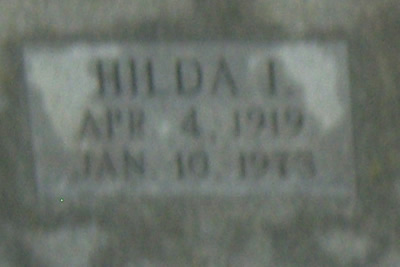 HILDA I.
APR. 4, 1919
JAN. 10,